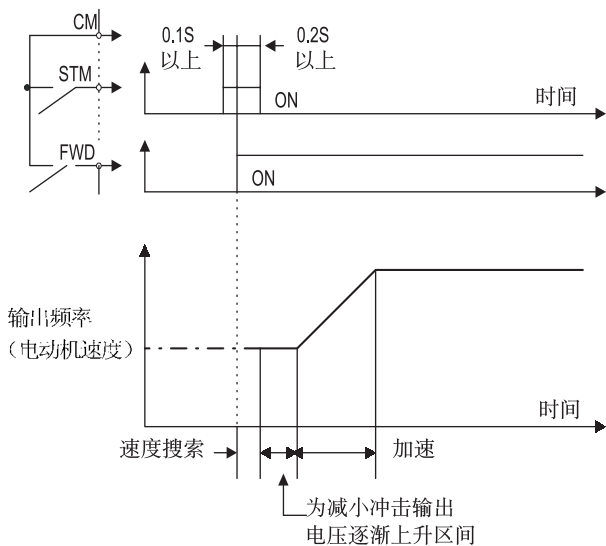 CM
0.1S
以上
0.2S
以上
STM
ON
时间
FWD
ON
输出频率
（电动机速度）
时间
速度搜索
加速
为减小冲击输出
电压逐渐上升区间